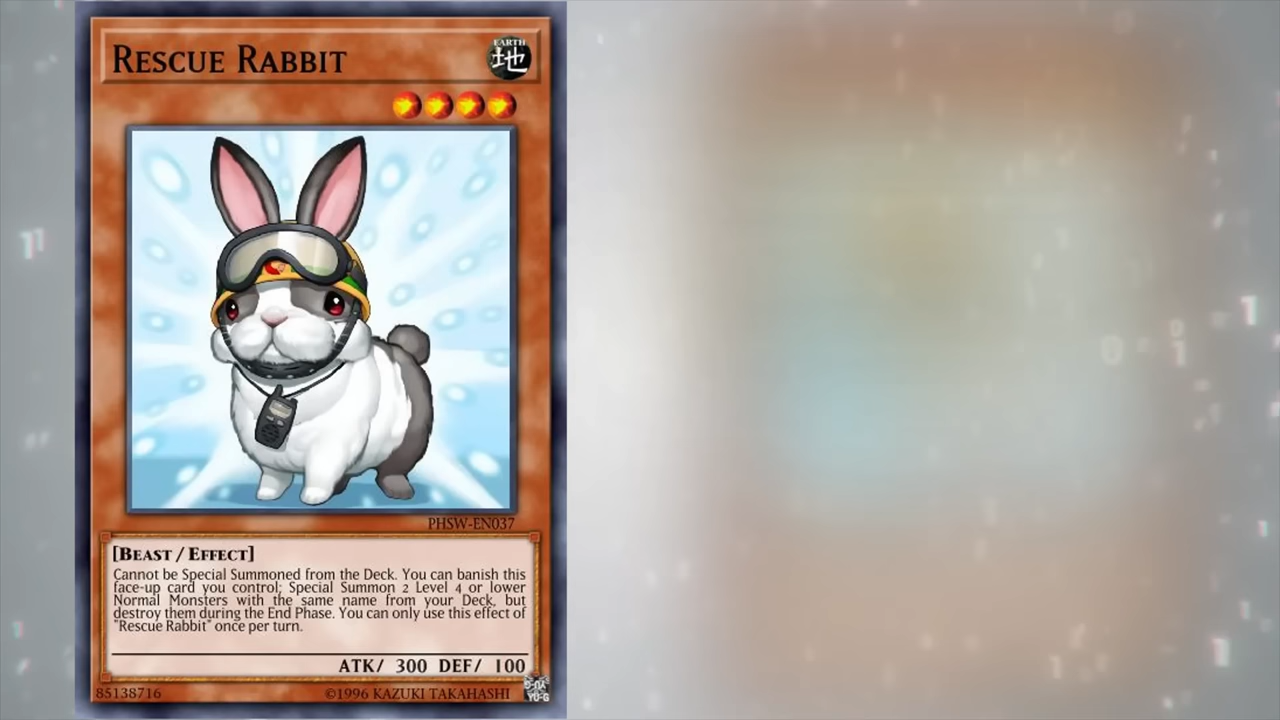 RESCUE RABBIT
EARTH
地
PHSW-EN037
[BEAST / EFFECT]
Cannot be Special Summoned from the Deck. You can banish this
face-up card you control; Special Summon 2 Level 4 or lower
Normal Monsters with the same name from your Deck, but
destroy them during the End Phase. You can only use this effect of
"Rescue Rabbit" once per turn.
ATK/ 300 DEF/ 100
85138716
©1996 KAZUKI TAKAHASHI